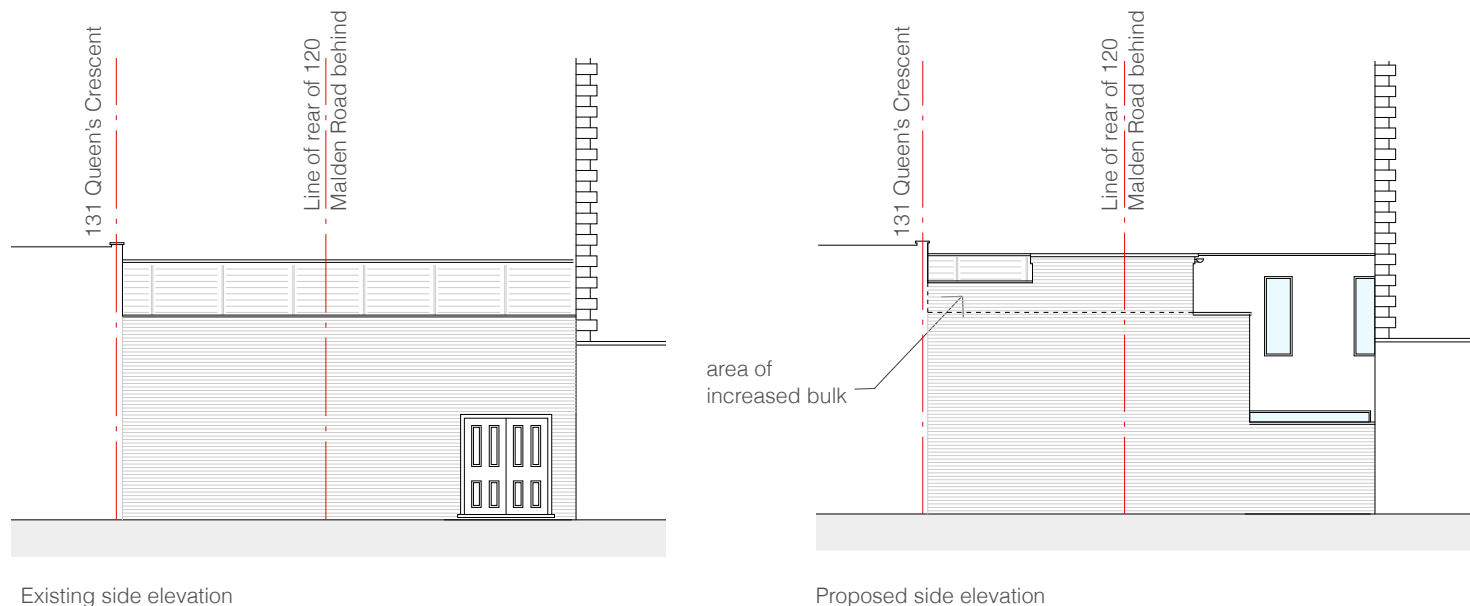 131 Queen's Crescent
Line of rear of 120
Malden Road behind
Existing side elevation
131 Queen's Crescent
Line of rear of 120
Malden Road behind
area of
increased bulk
Proposed side elevation